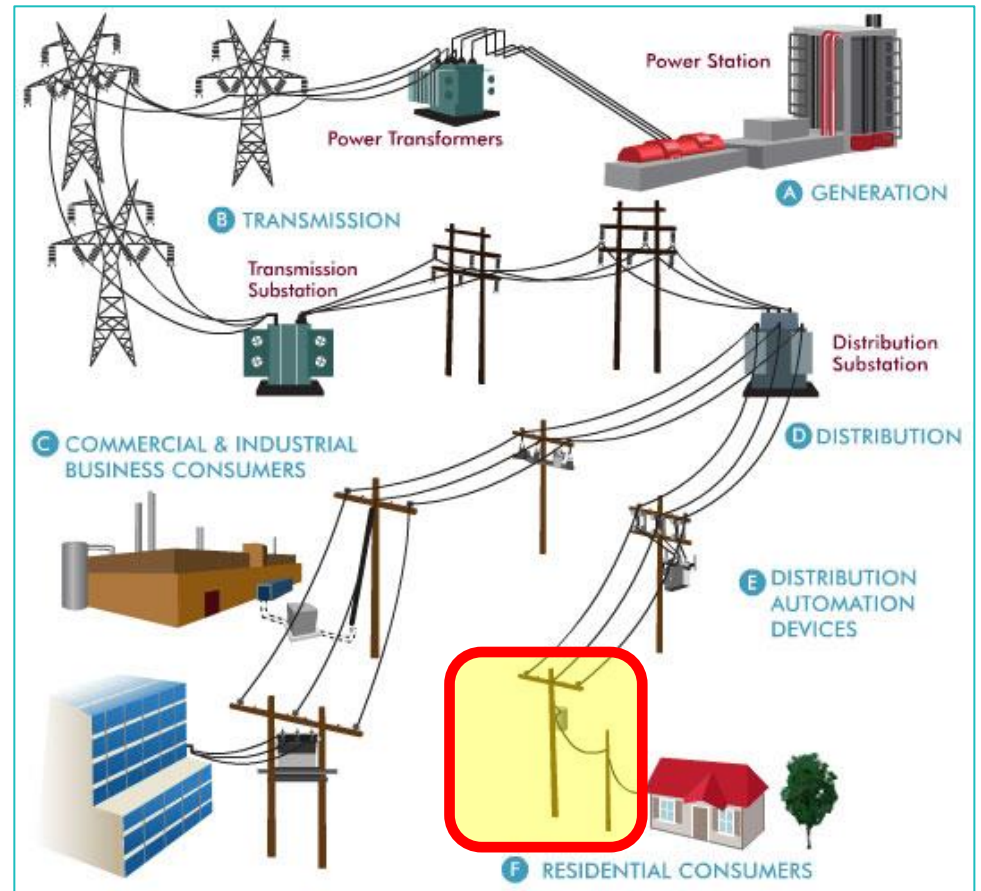 Power Station
Power Transformers
A GENERATION
B TRANSMISSION
Transmission
Substation
Distribution
Substation
C COMMERCIAL & INDUSTRIAL
BUSINESS CONSUMERS
D DISTRIBUTION
E DISTRIBUTION
AUTOMATION
DEVICES
F RESIDENTIAL CONSUMERS